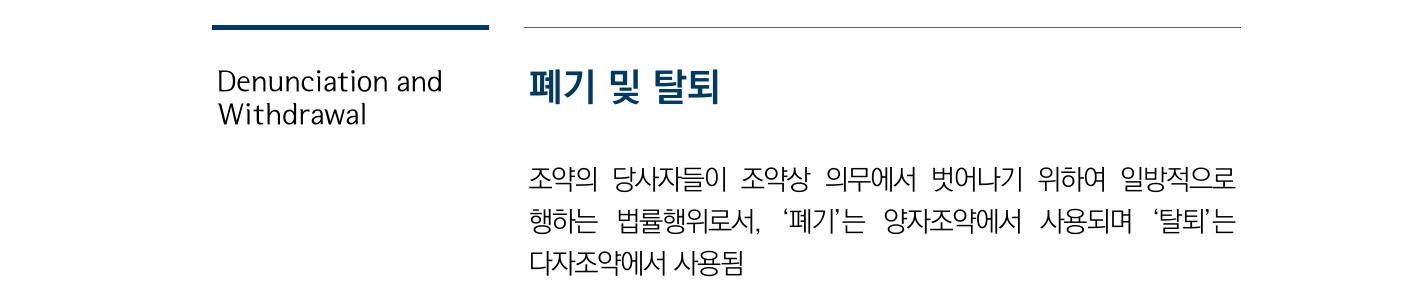 Denunciation and
Withdrawal
폐기 및 탈퇴
조약의 당사자들이 조약상 의무에서 벗어나기 위하여 일방적으로
행하는 법률행위로서, ‘폐기’는 양자조약에서 사용되며 ‘탈퇴’는
다자조약에서 사용됨